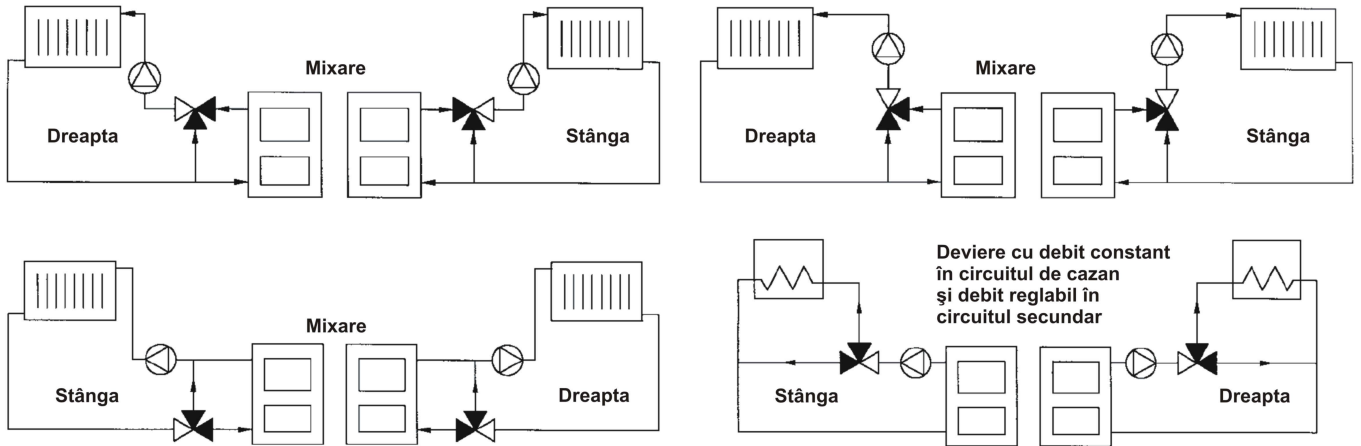 Mixare
Dreapta
Stânga
Mixare
Dreapta
Stânga
Mixare
Stânga
Dreapta
Deviere cu debit constant
în circuitul de cazan
şi debit reglabil în
circuitul secundar
Stânga
Dreapta